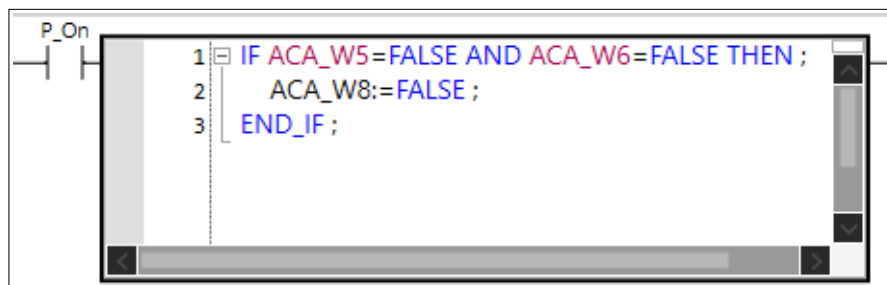 P_On
1 IF ACA_W5=FALSE AND ACA_W6=FALSE THEN ;
2 ACA_W8:=FALSE ;
3 END_IF ;